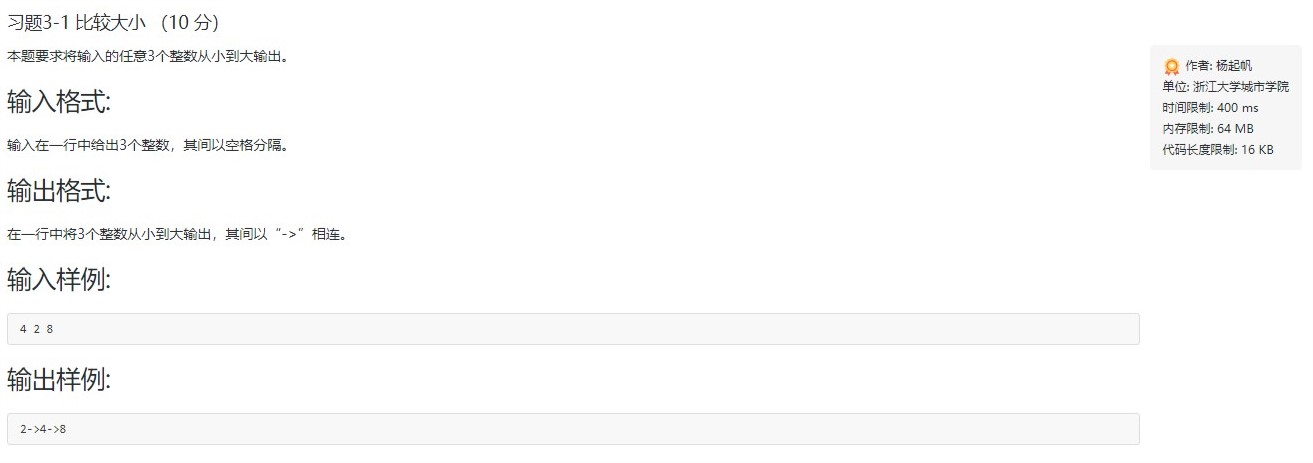 习题3-1 比较大小 （10 分）
本题要求将输入的任意3个整数从小到大输出。
作者: 杨起帆
单位: 浙江大学城市学院
时间限制: 400 ms
内存限制: 64 MB
代码长度限制: 16 KB
输入格式:
输入在一行中给出3个整数，其间以空格分隔。
输出格式:
在一行中将3个整数从小到大输出，其间以“->”相连。
输入样例:
4 2 8
输出样例:
2->4->8